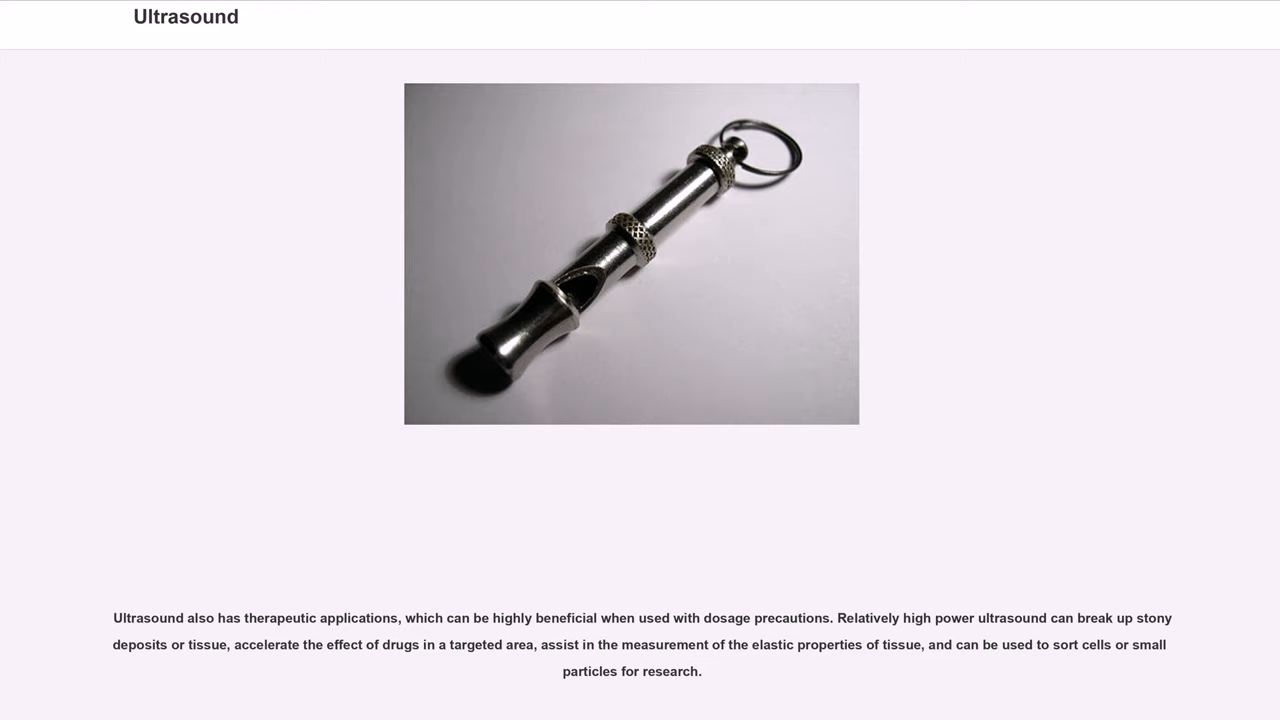 Ultrasound
Ultrasound also has therapeutic applications, which can be highly beneficial when used with dosage precautions. Relatively high power ultrasound can break up stony
deposits or tissue, accelerate the effect of drugs in a targeted area, assist in the measurement of the elastic properties of tissue, and can be used to sort cells or small
particles for research.